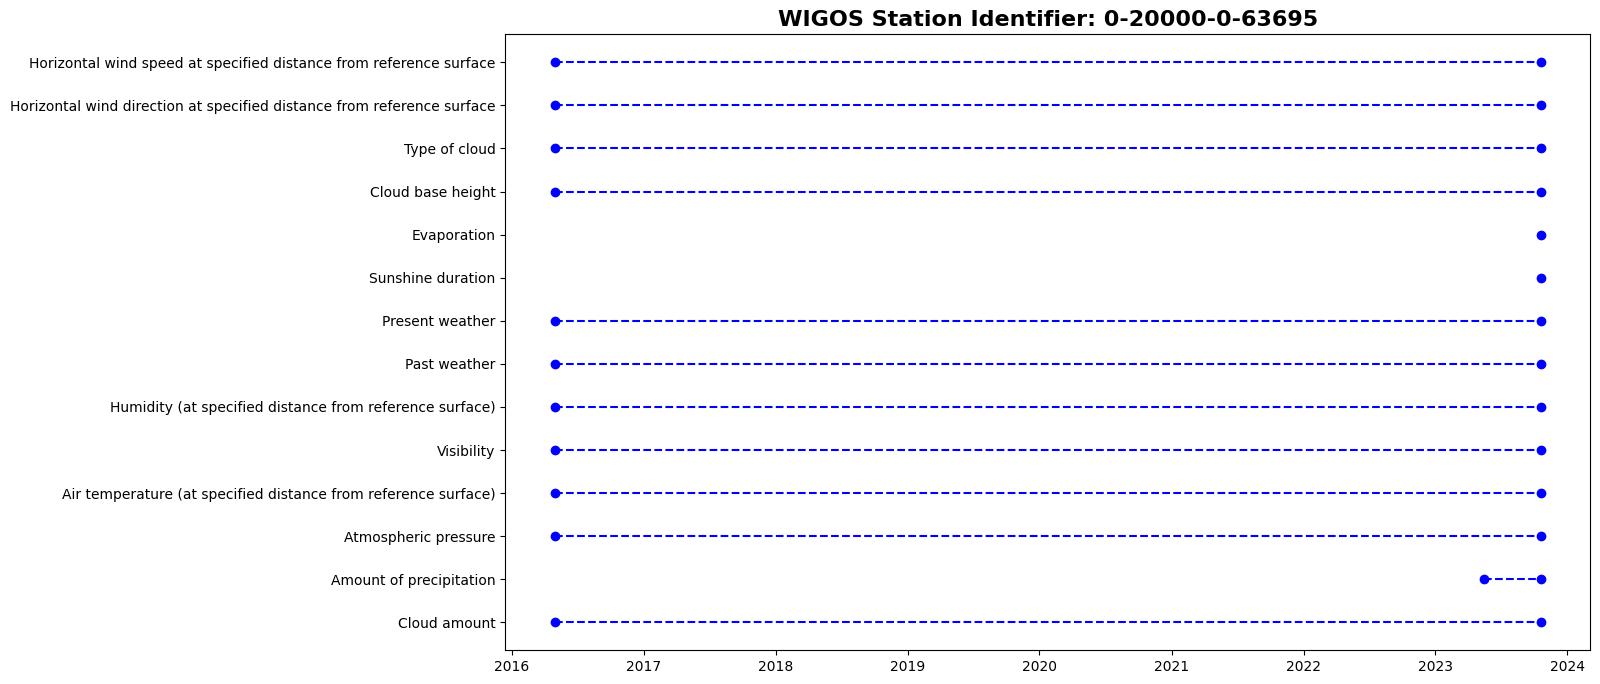 WIGOS Station Identifier: 0-20000-0-63695
Horizontal wind speed at specified distance from reference surface
Horizontal wind direction at specified distance from reference surface
Type of cloud
Cloud base height
Evaporation
Sunshine duration
Present weather
Past weather
Humidity (at specified distance from reference surface)
Visibility
Air temperature (at specified distance from reference surface)
Atmospheric pressure
Amount of precipitation
Cloud amount
2016 2017 2018 2019 2020 2021 2022 2023 2024